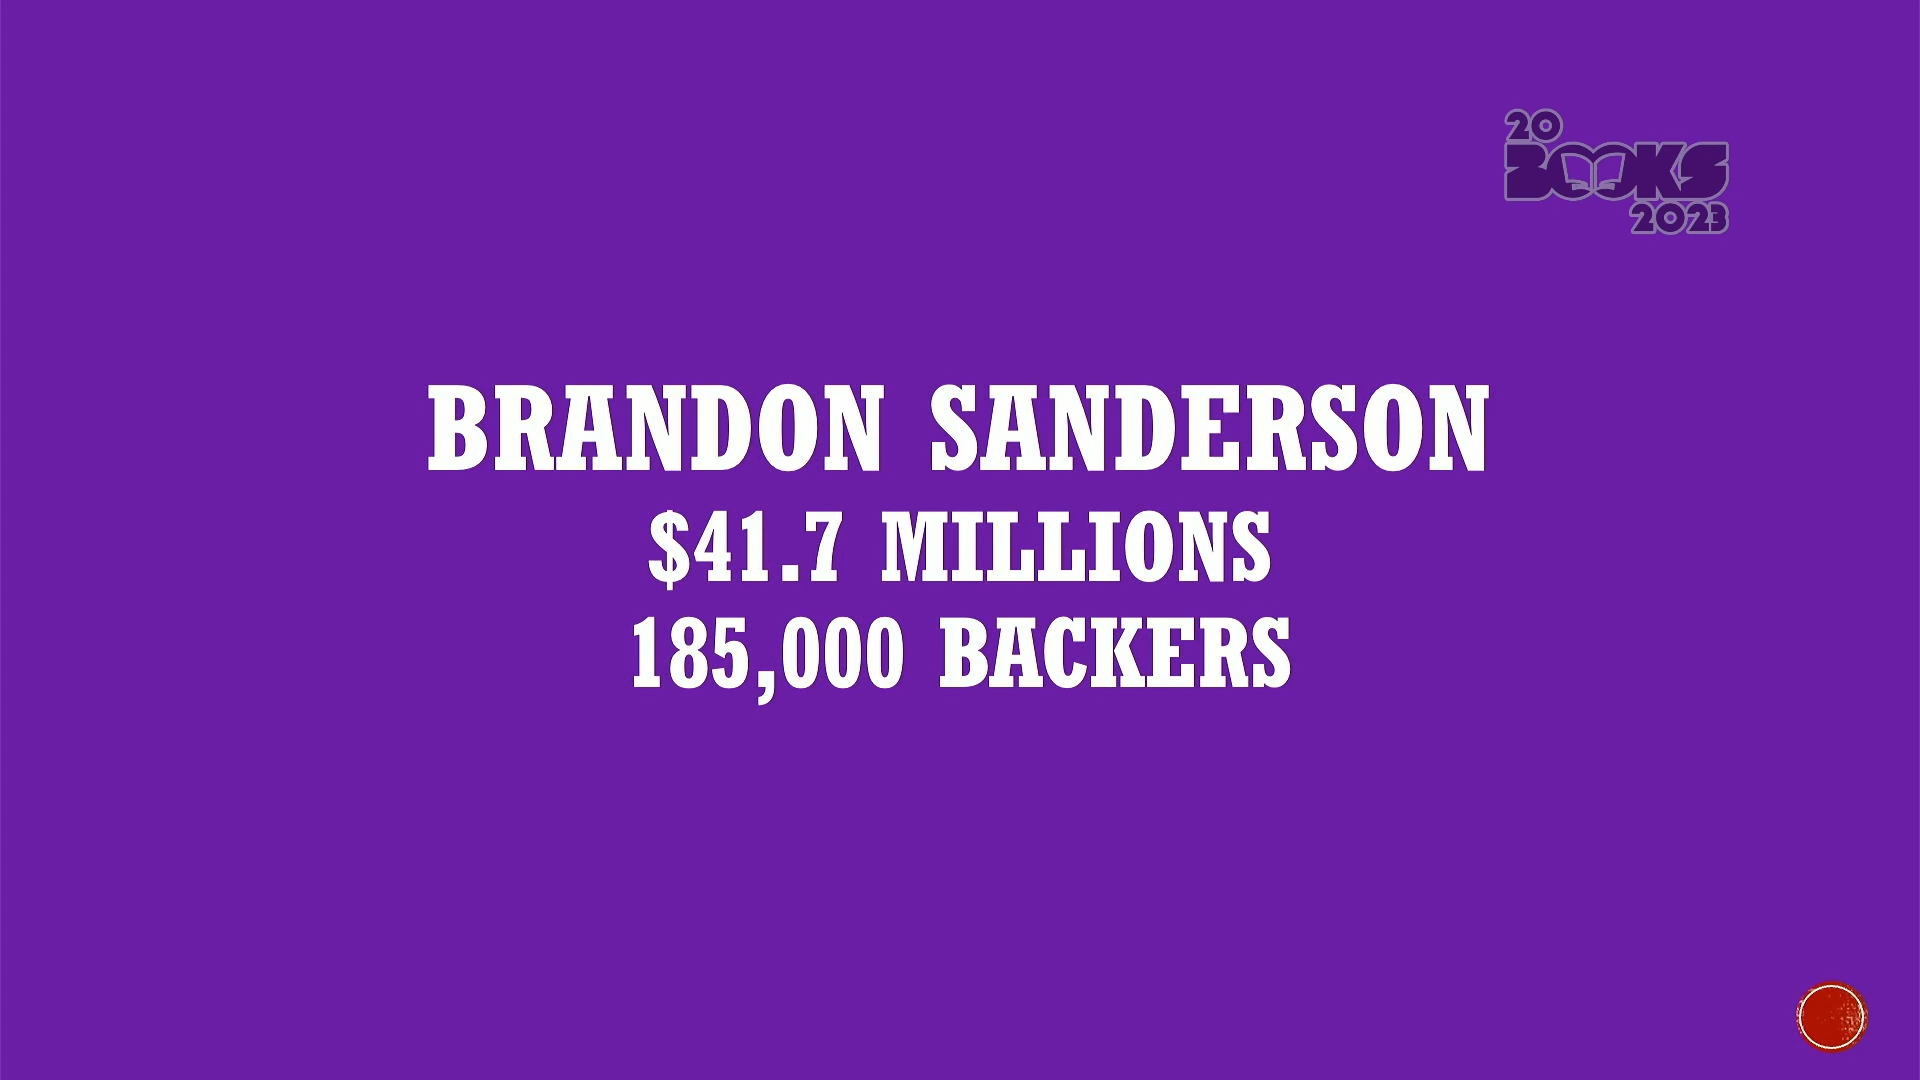 20
BOOKS
2023
BRANDON SANDERSON
$41.7 MILLIONS
185,000 BACKERS